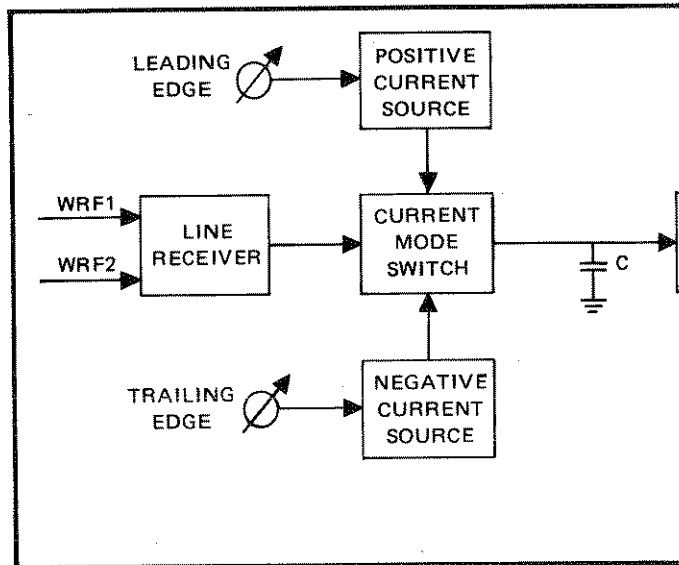 LEADING
EDGE
POSITIVE
CURRENT
SOURCE
WRF1
WRF2
LINE
RECEIVER
CURRENT
MODE
SWITCH
C
TRAILING
EDGE
NEGATIVE
CURRENT
SOURCE